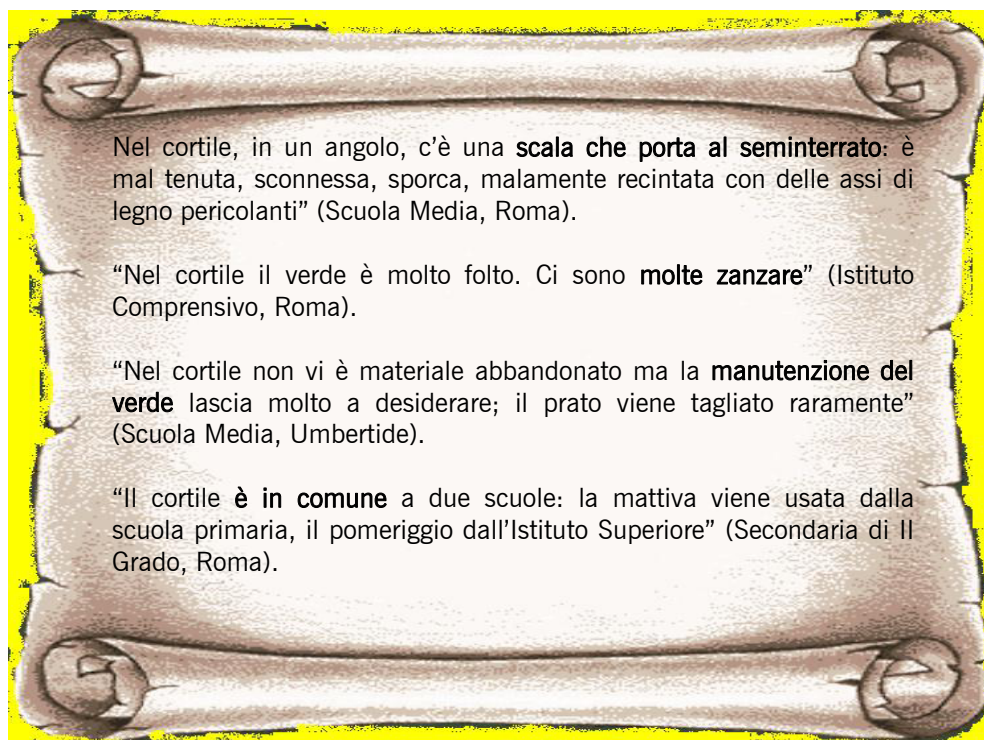 Nel cortile, in un angolo, c’è una scala che porta al seminterrato: è
mal tenuta, sconnessa, sporca, malamente recintata con delle assi di
legno pericolanti” (Scuola Media, Roma).
“Nel cortile il verde è molto folto. Ci sono molte zanzare” (Istituto
Comprensivo, Roma).
“Nel cortile non vi è materiale abbandonato ma la manutenzione del
verde lascia molto a desiderare; il prato viene tagliato raramente”
(Scuola Media, Umbertide).
“Il cortile è in comune a due scuole: la mattiva viene usata dalla
scuola primaria, il pomeriggio dall’Istituto Superiore” (Secondaria di II
Grado, Roma).